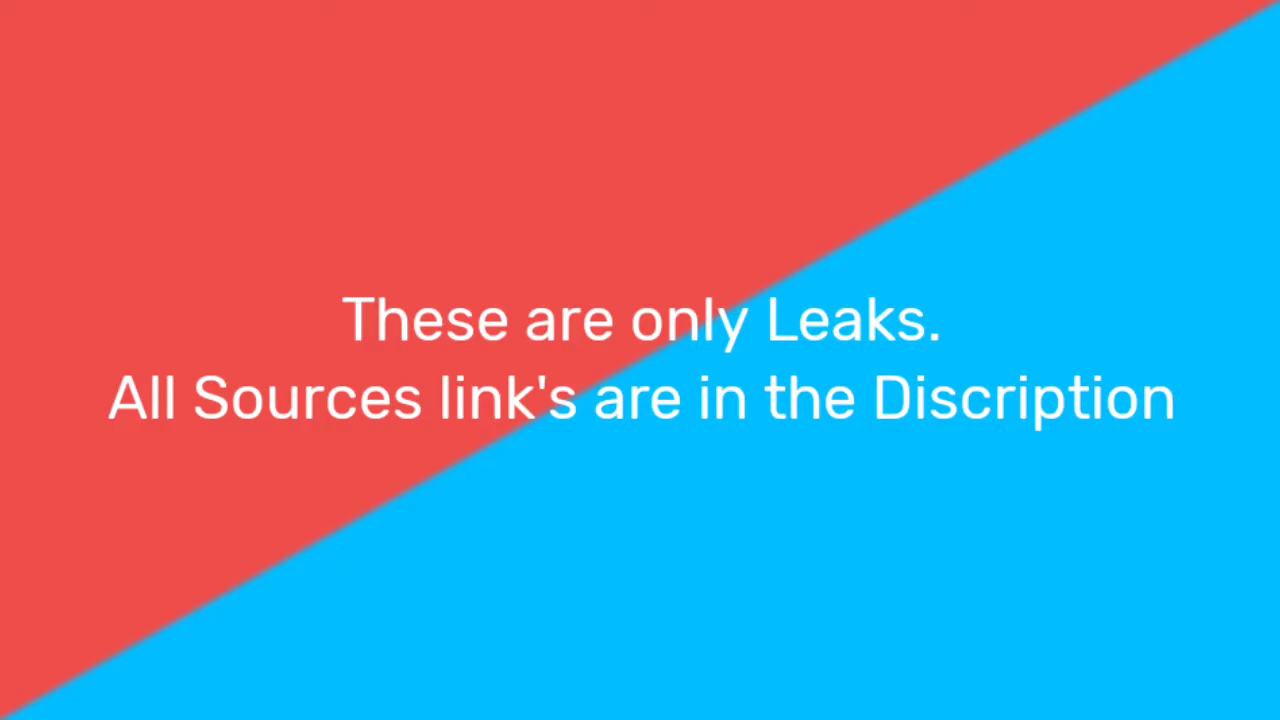 These are only Leaks.
All Sources link's are in the Discription